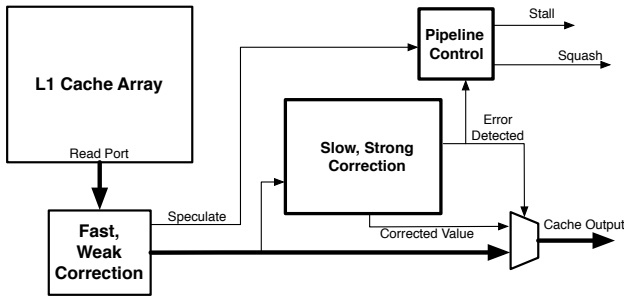 L1 Cache Array
Read Port
Pipeline
Control
Stall
Squash
Slow, Strong
Correction
Error
Detected
Fast,
Weak
Correction
Speculate
Corrected Value
Cache Output